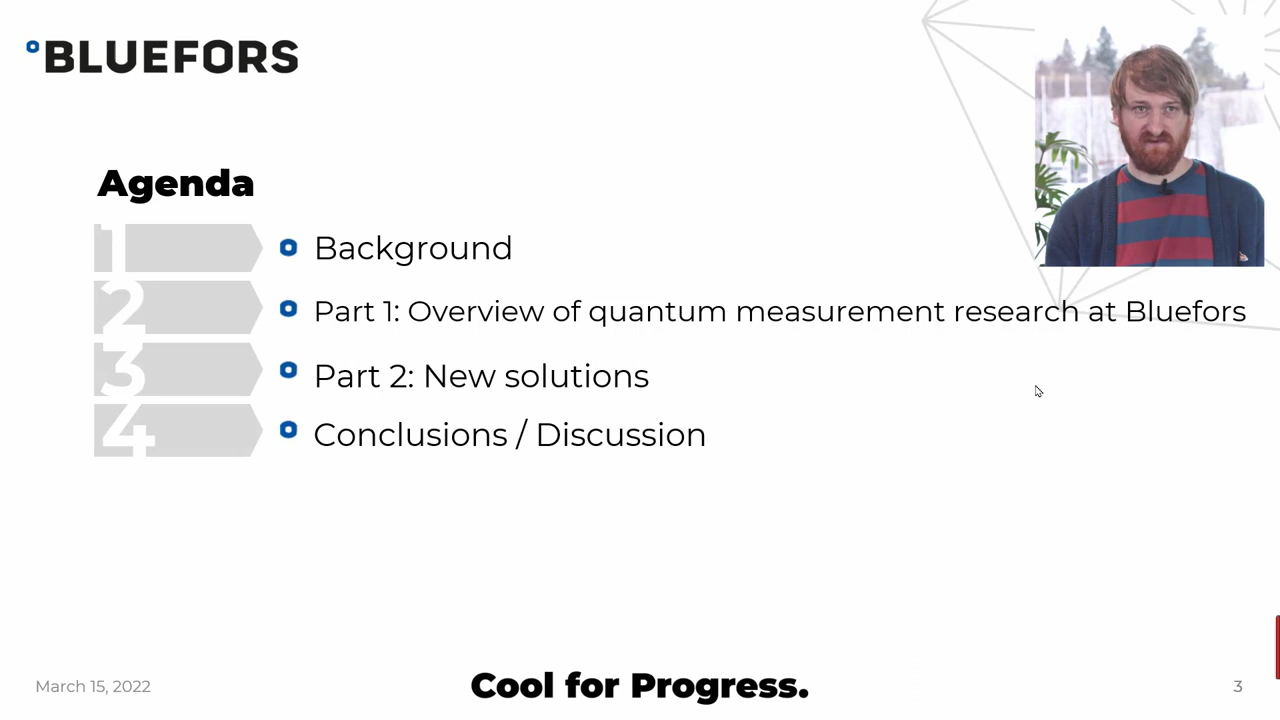 BLUEFORS
Agenda
1 Background
2 Part 1: Overview of quantum measurement research at Bluefors
3 Part 2: New solutions
4 Conclusions / Discussion
March 15, 2022
Cool for Progress.
3